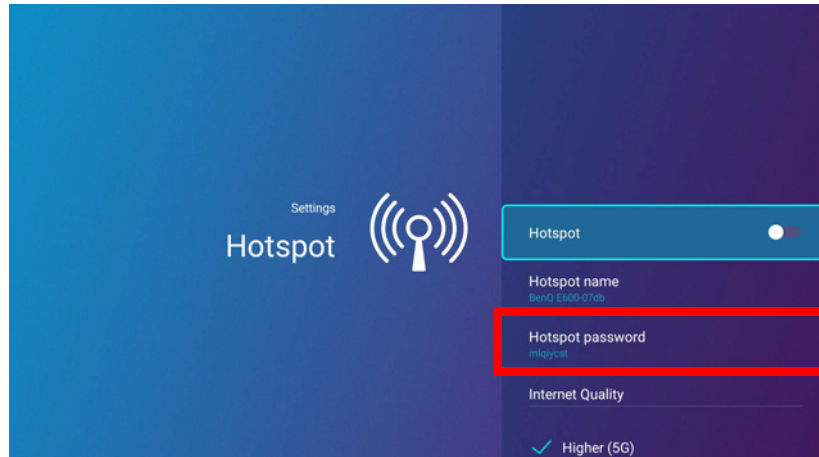 Settings
Hotspot
Hotspot
Hotspot name
BenQ E600-07db
Hotspot password
mlqiycst
Internet Quality
Higher (5G)